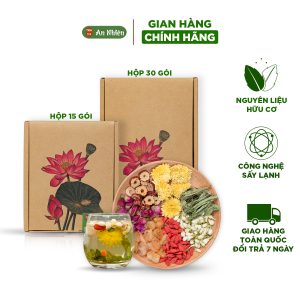 An Nhiên
GIAN HÀNG
CHÍNH HÃNG
HỘP 30 GÓI
HỘP 15 GÓI
NGUYÊN LIỆU
HỮU CƠ
CÔNG NGHỆ
SẤY LẠNH
GIAO HÀNG
TOÀN QUỐC
ĐỔI TRẢ 7 NGÀY